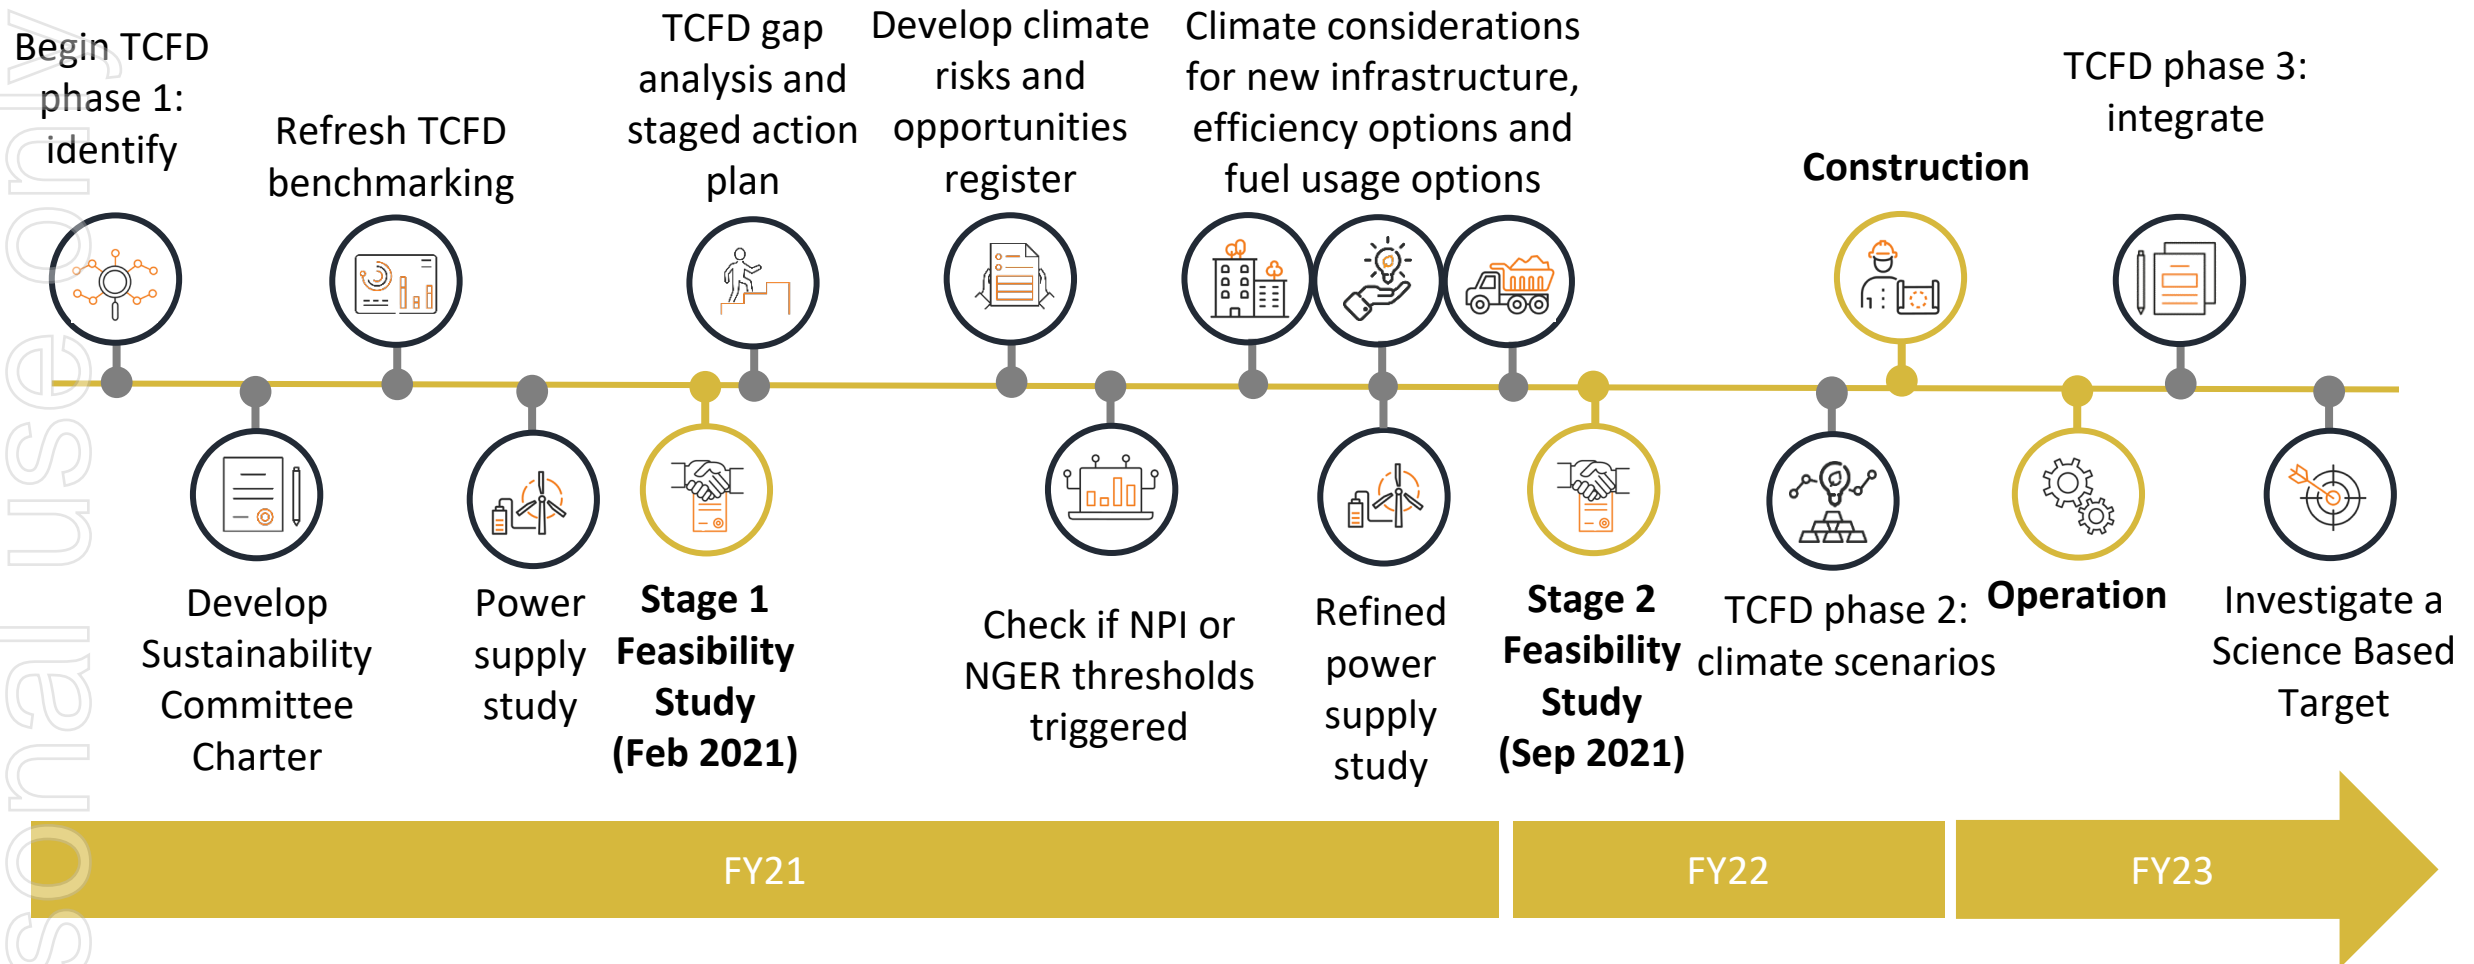 Begin TCFD
phase 1:
identify
Refresh TCFD
benchmarking
TCFD gap
analysis and
staged action
plan
Develop climate
risks and
opportunities
register
Climate considerations
for new infrastructure,
efficiency options and
fuel usage options
Construction
TCFD phase 3:
integrate
Develop
Sustainability
Committee
Charter
Power
supply
study
Stage 1
Feasibility
Study
(Feb 2021)
Check if NPI or
NGER thresholds
triggered
Refined
power
supply
study
Stage 2
Feasibility
Study
(Sep 2021)
TCFD phase 2:
climate scenarios
Operation
Investigate a
Science Based
Target
FY21
FY22
FY23
sonal use only